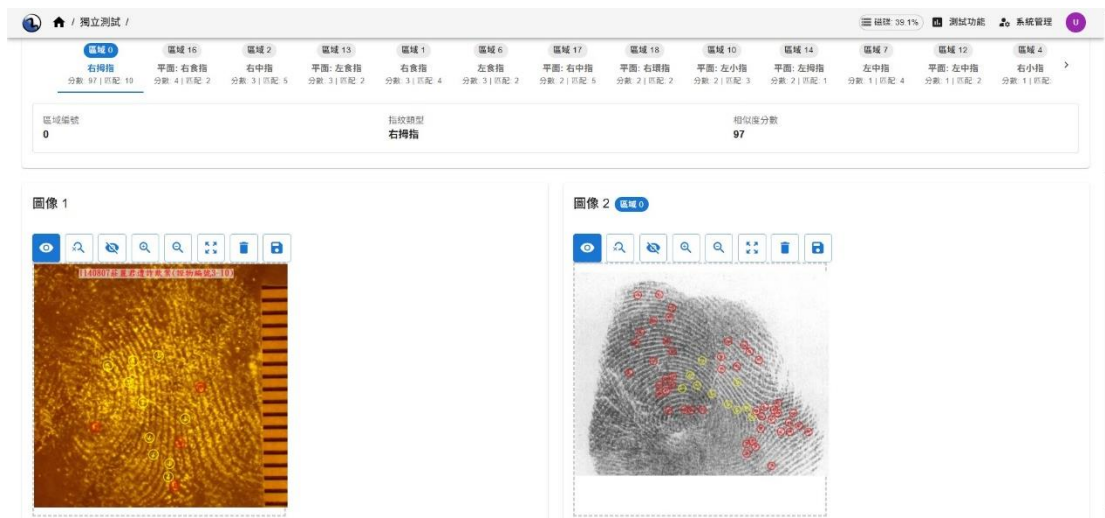 / 獨立測試 /
磁碟: 39.1%
測試功能
系統管理
U
區域 0 區域 16 區域 2 區域 13 區域 1 區域 6 區域 17 區域 18 區域 10 區域 14 區域 7 區域 12 區域 4
右拇指 平面: 右食指 右中指 平面: 左食指 右食指 左食指 平面: 右中指 平面: 右環指 平面: 左小指 平面: 左拇指 左中指 平面: 左中指 右小指
分數: 97 | 匹配: 10 分數: 4 | 匹配: 2 分數: 3 | 匹配: 5 分數: 3 | 匹配: 2 分數: 3 | 匹配: 4 分數: 3 | 匹配: 2 分數: 2 | 匹配: 5 分數: 2 | 匹配: 2 分數: 2 | 匹配: 3 分數: 2 | 匹配: 1 分數: 1 | 匹配: 4 分數: 1 | 匹配: 2 分數: 1 | 匹配:
區域編號 指紋類型 相似度分數
0 右拇指 97
圖像 1
圖像 2 區域 0